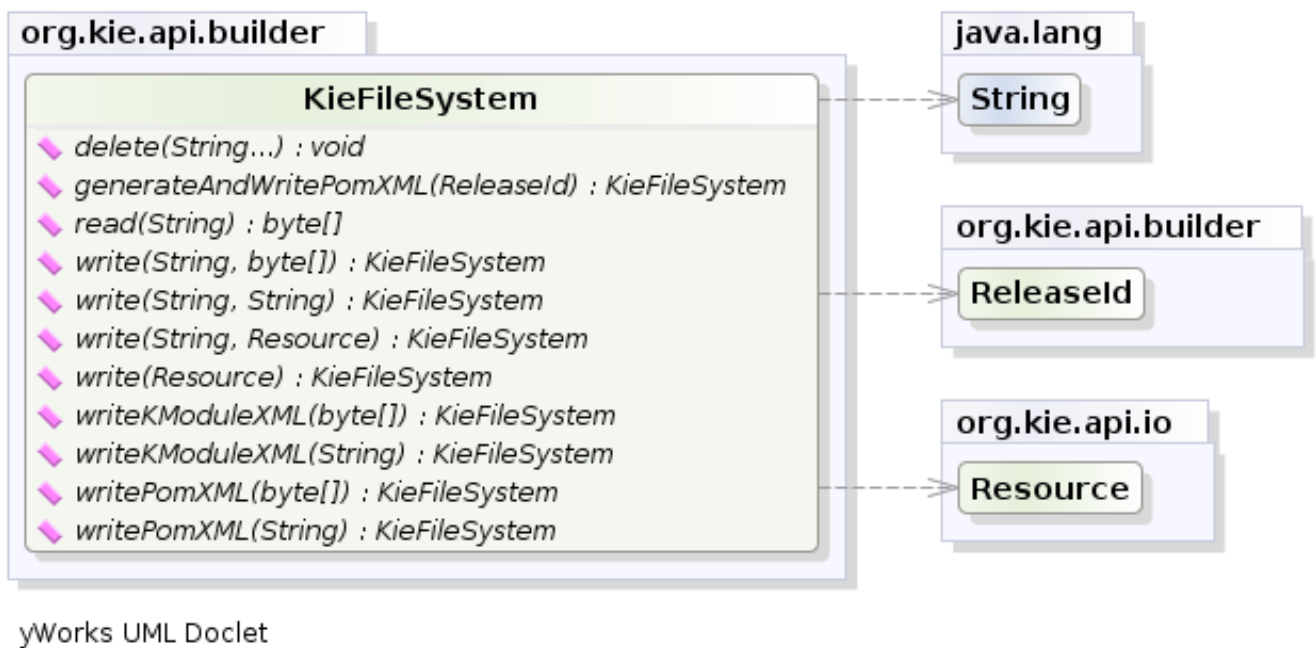 org.kie.api.builder
KieFileSystem
delete(String...) : void
generateAndWritePomXML(ReleaseId) : KieFileSystem
read(String) : byte[]
write(String, byte[]) : KieFileSystem
write(String, String) : KieFileSystem
write(String, Resource) : KieFileSystem
write(Resource) : KieFileSystem
writeKModuleXML(byte[]) : KieFileSystem
writeKModuleXML(String) : KieFileSystem
writePomXML(byte[]) : KieFileSystem
writePomXML(String) : KieFileSystem
java.lang
String
org.kie.api.builder
ReleaseId
org.kie.api.io
Resource
yWorks UML Doclet